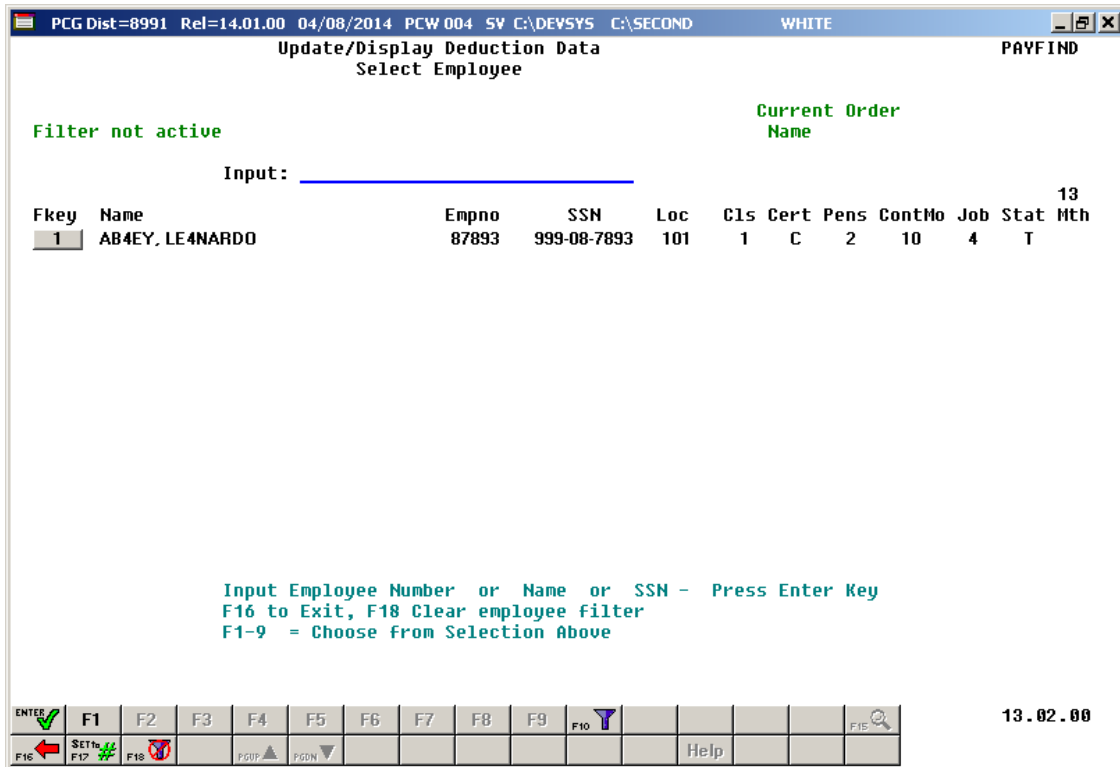 PCG Dist=8991 Rel=14.01.00 04/08/2014 PCW 004 SV C:\DEVSYS C:\SECOND WHITE
Update/Display Deduction Data PAYFIND
Select Employee
Current Order
Filter not active Name
Input:
13
Fkey Name Empno SSN Loc Cls Cert Pens ContMo Job Stat Mth
1 AB4EY, LE4NARDO 87893 999-08-7893 101 1 C 2 10 4 T
Input Employee Number or Name or SSN - Press Enter Key
F16 to Exit, F18 Clear employee filter
F1-9 = Choose from Selection Above
ENTER F1 F2 F3 F4 F5 F6 F7 F8 F9 F10 F15 13.02.00
F16 SET to # F17 F18 PGUP PGDN Help